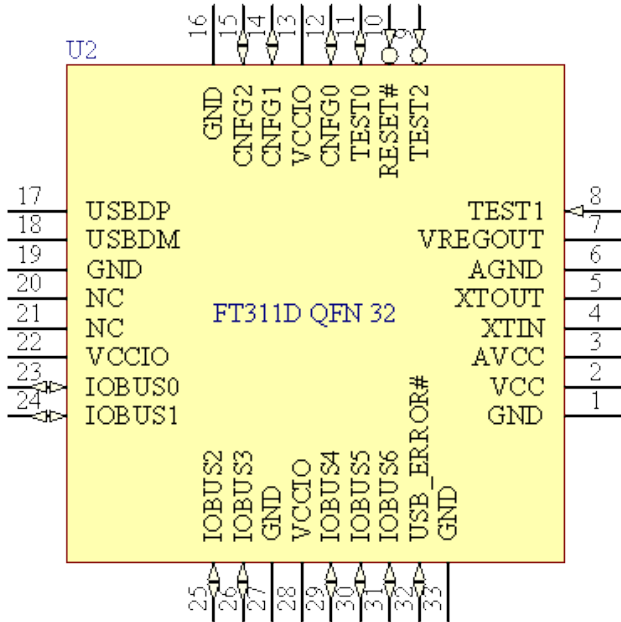 16 15 14 13 12 11 10 9
U2
GND CNFG2 CNFG1 VCCIO CNFG0 TEST0 RESET# TEST2
17 USBDP TEST1 8
18 USBDM VREGOUT 7
19 GND AGND 6
20 NC XTOUT 5
21 NC XTIN 4
22 VCCIO AVCC 3
23 IOBUS0 VCC 2
24 IOBUS1 GND 1
FT311D QFN 32
IOBUS2 IOBUS3 GND VCCIO IOBUS4 IOBUS5 IOBUS6 USB_ERROR# GND
25 26 27 28 29 30 31 32 33